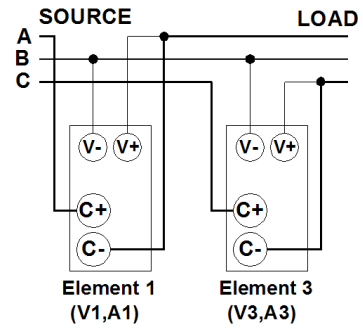 SOURCE LOAD
A
B
C
V- V+ V- V+
C+ C+
C- C-
Element 1 Element 3
(V1,A1) (V3,A3)